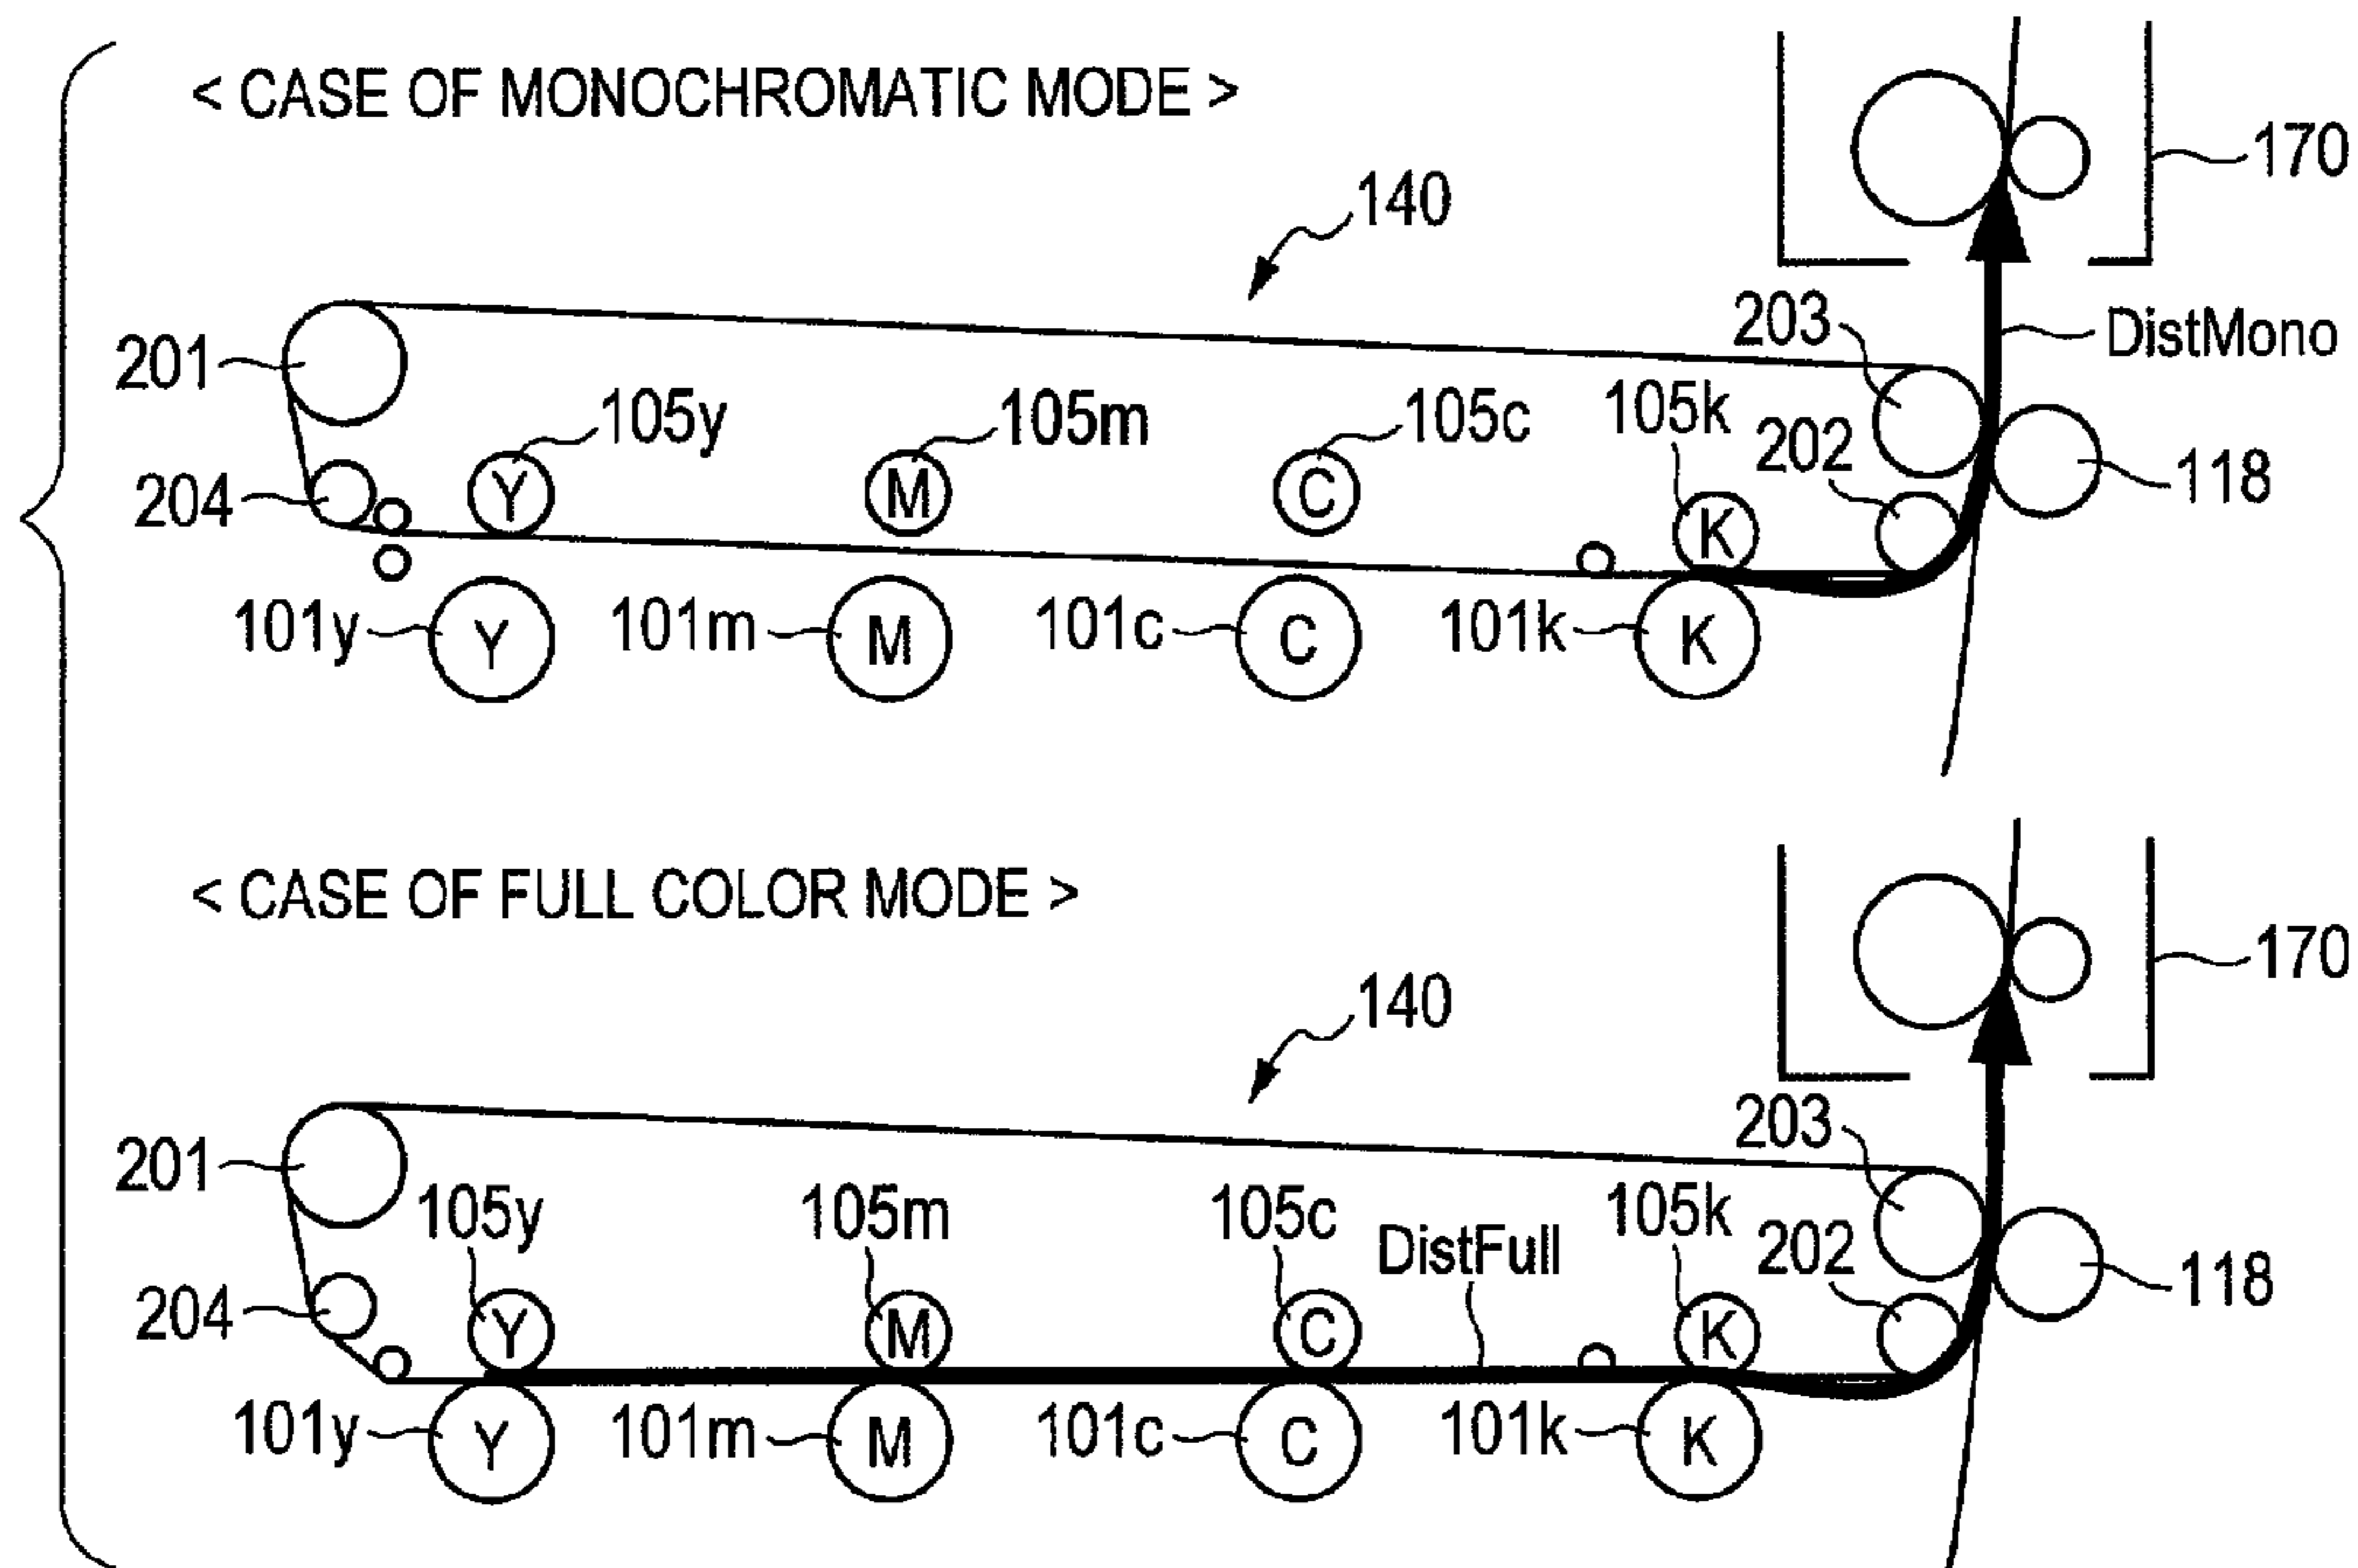 < CASE OF MONOCHROMATIC MODE >
170
140
203
DistMono
201
105y
105m
105c
105k
202
204
118
101y
101m
101c
101k
Y
M
C
K
Y
M
C
K
< CASE OF FULL COLOR MODE >
170
140
203
201
105y
105m
105c
DistFull
105k
202
204
118
101y
101m
101c
101k
Y
M
C
K
Y
M
C
K